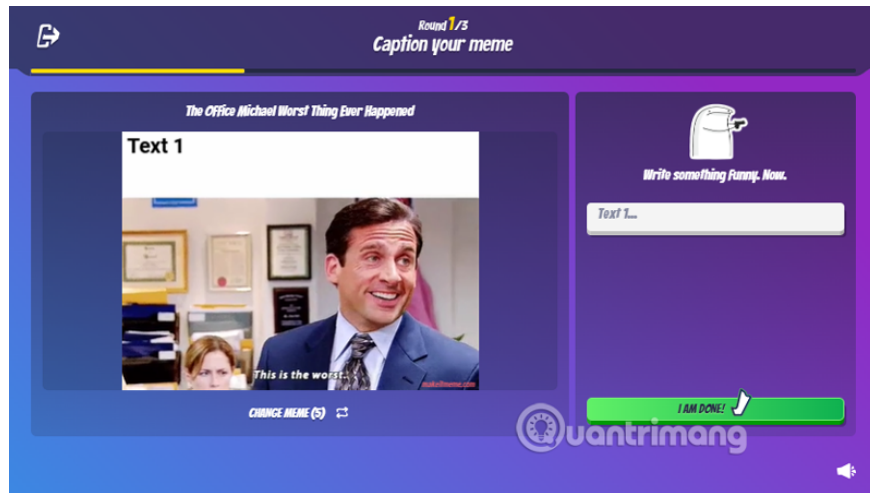 Round 1/3
Caption your meme
The Office Michael Worst Thing Ever Happened
Text 1
This is the worst..
makeitmeme.com
CHANGE MEME (5)
Write something funny. Now.
Text 1...
I AM DONE!
Quantrimang